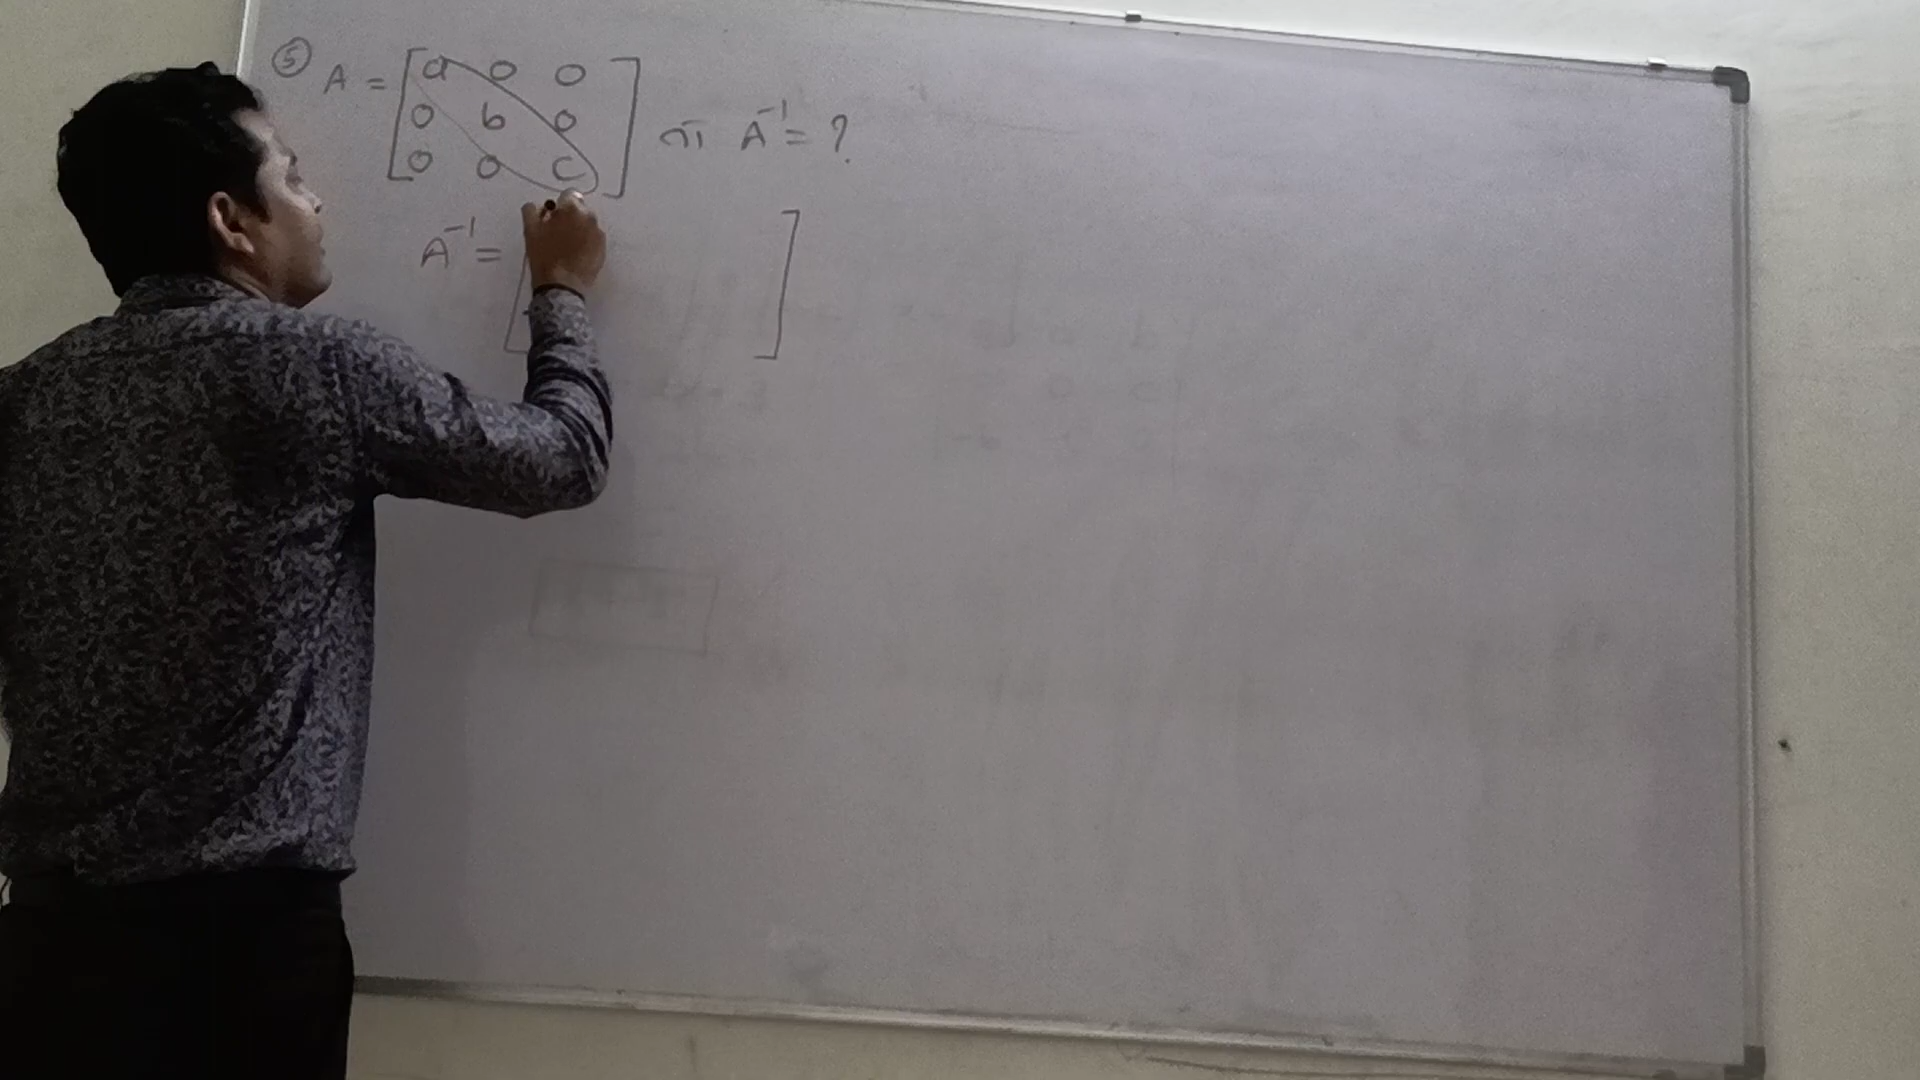 ⑤ A = [a 0 0
0 b 0
0 0 c] તો A⁻¹ = ?
A⁻¹ = [ ]